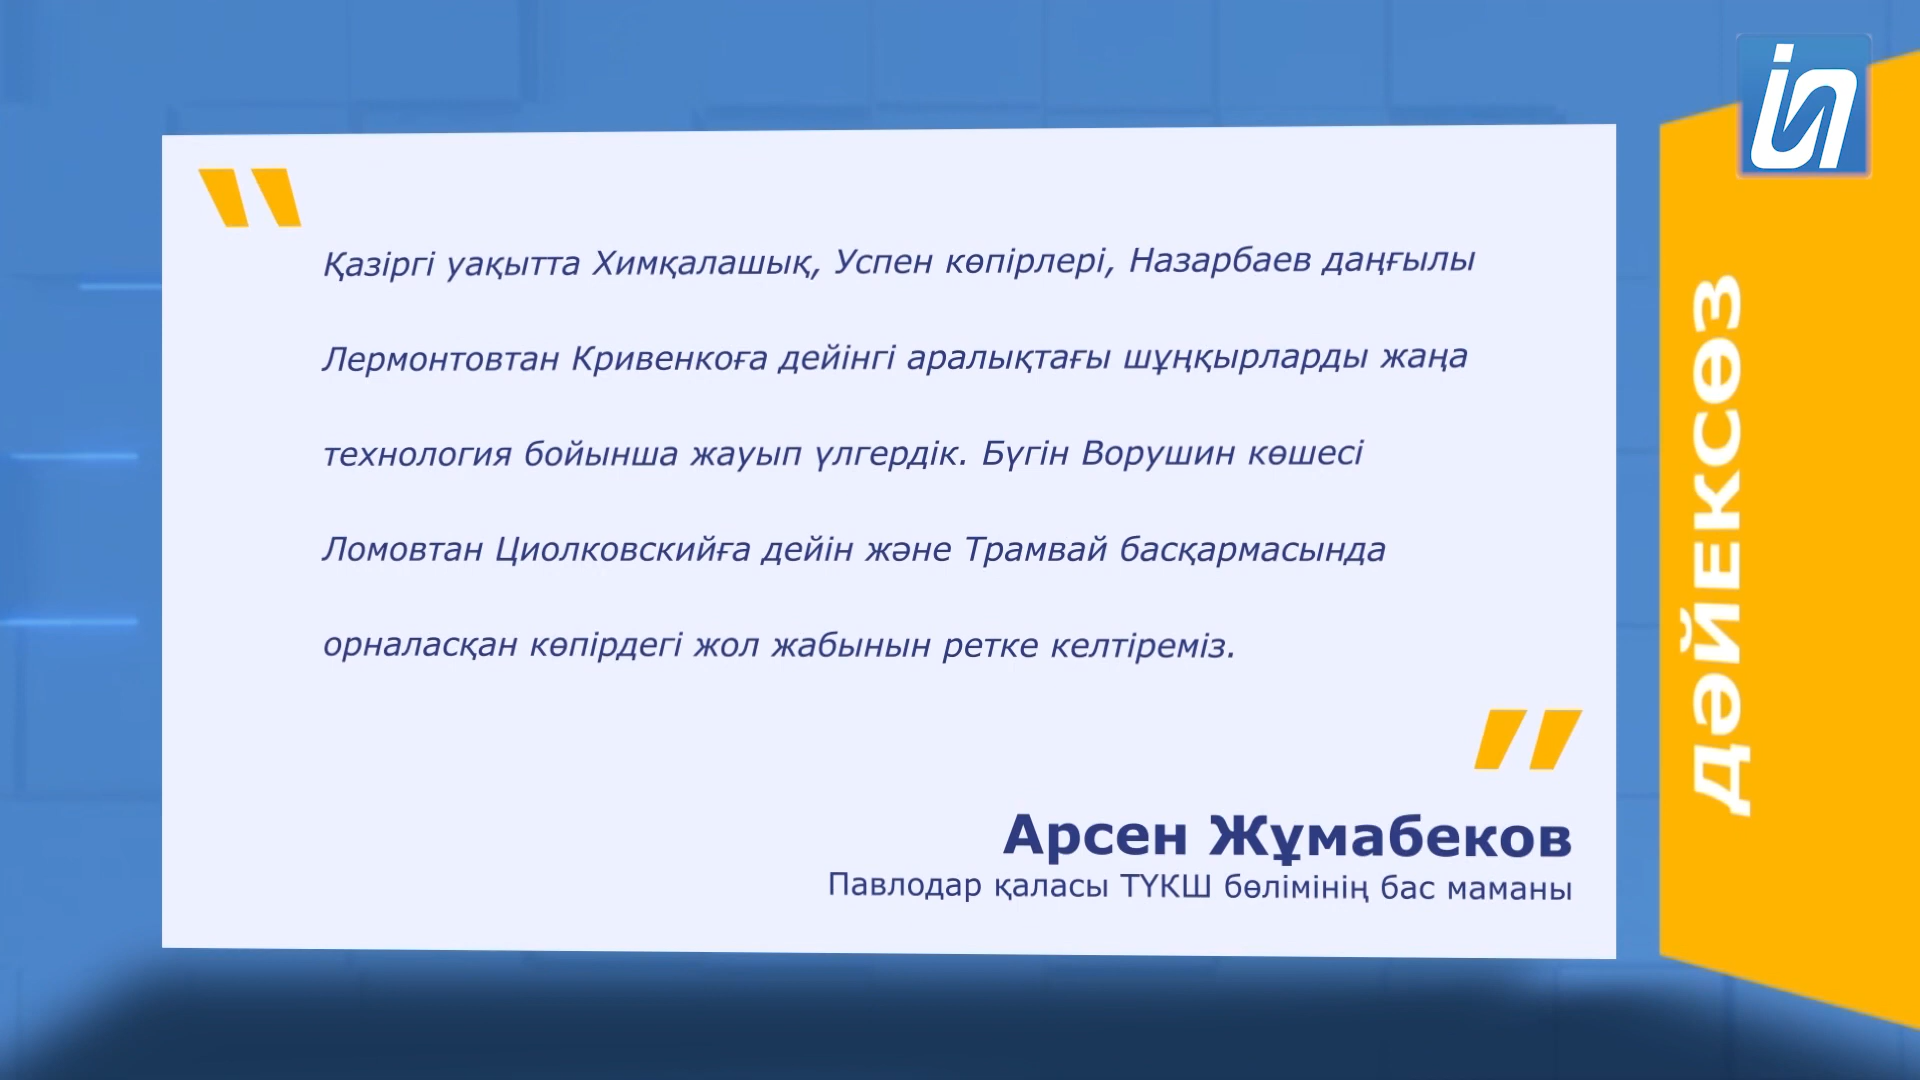 Қазіргі уақытта Химқалашық, Успен көпірлері, Назарбаев даңғылы
Лермонтовтан Кривенкоға дейінгі аралықтағы шұңқырларды жаңа
технология бойынша жауып үлгердік. Бүгін Ворушин көшесі
Ломовтан Циолковскийға дейін және Трамвай басқармасында
орналасқан көпірдегі жол жабынын ретке келтіреміз.
Арсен Жұмабеков
Павлодар қаласы ТҮКШ бөлімінің бас маманы
ДӘЙЕКСӨЗ